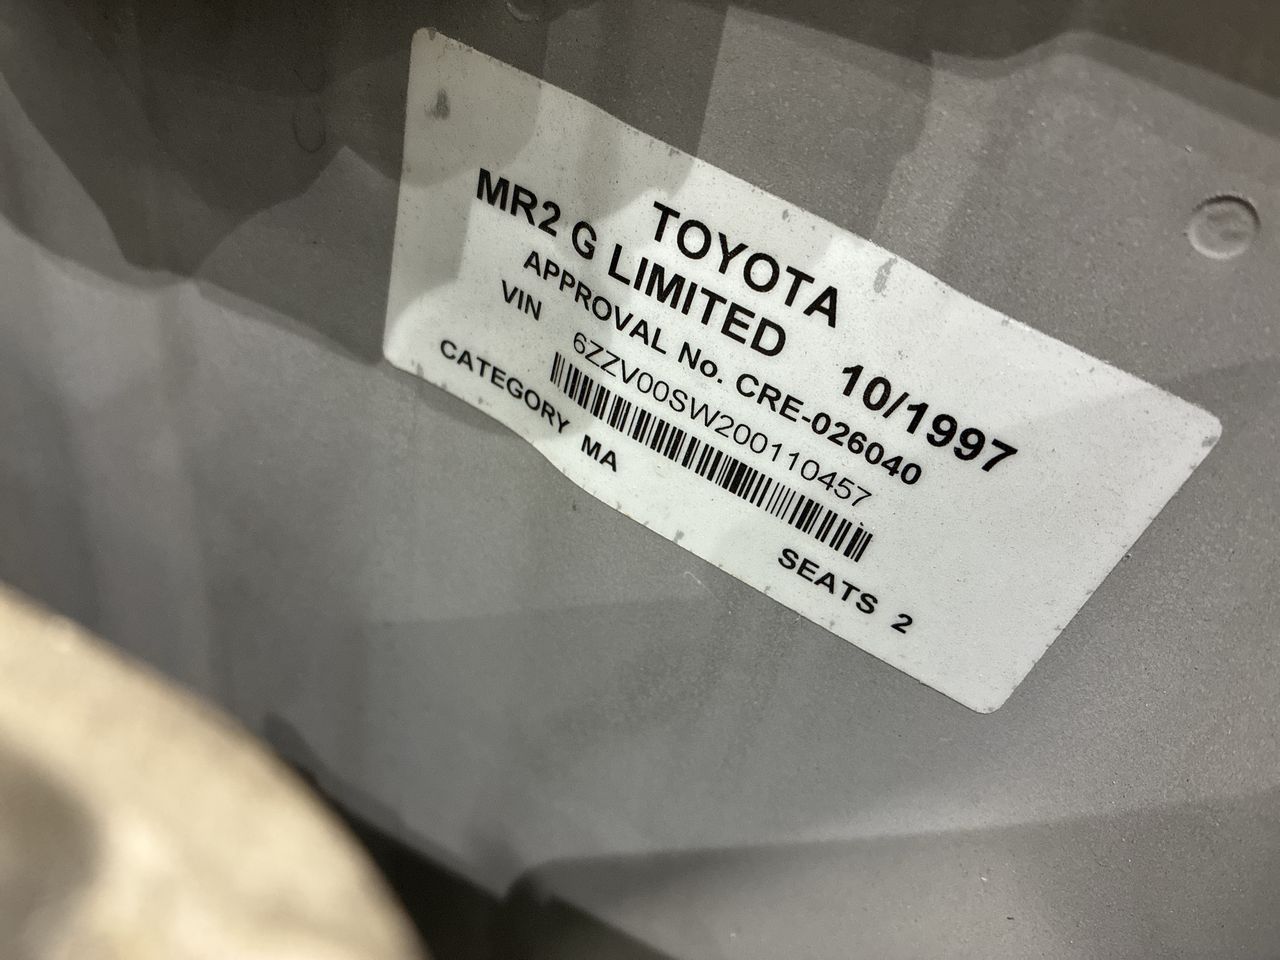 TOYOTA
MR2 G LIMITED 10/1997
APPROVAL No. CRE-026040
VIN 6ZZV00SW200110457
CATEGORY MA SEATS 2